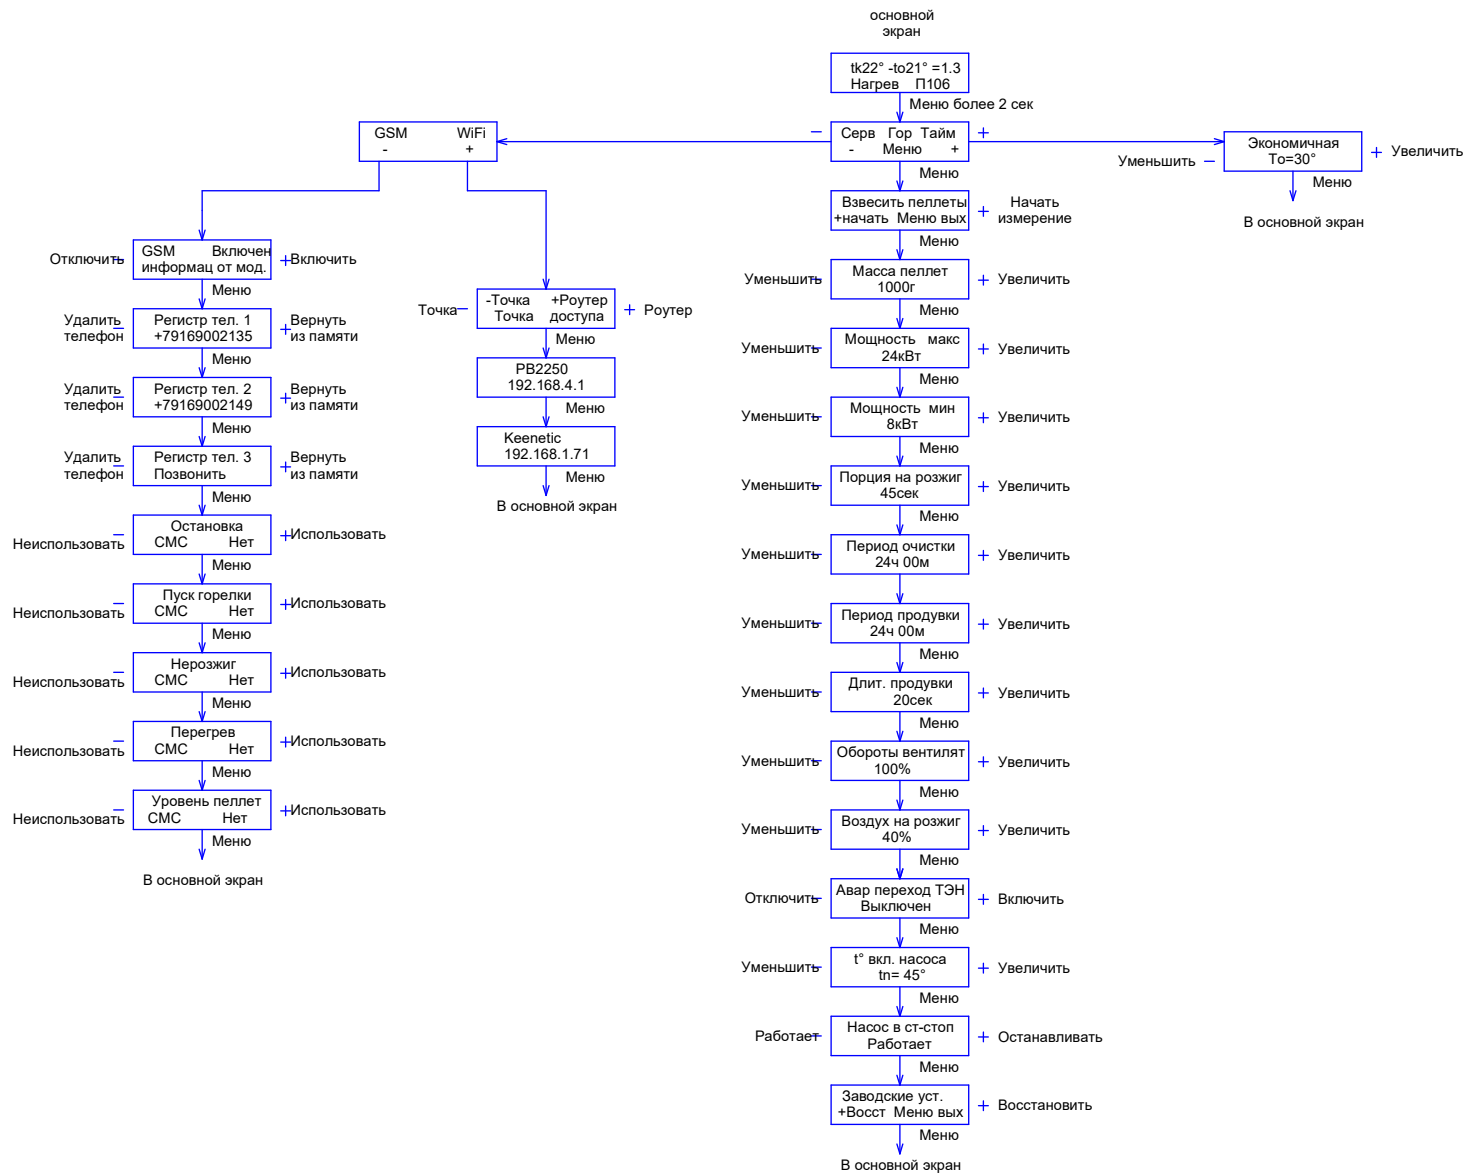 основной
экран
tk22° -to21° =1.3
Нагрев П106
Меню более 2 сек
GSM WiFi
- +
− Серв Гор Тайм +
- Меню +
Экономичная
To=30°
Уменьшить −
+ Увеличить
Меню
В основной экран
Меню
Взвесить пеллеты
+начать Меню вых
+ Начать
измерение
Меню
Уменьшить −
Масса пеллет
1000г
+ Увеличить
Меню
Уменьшить −
Мощность макс
24кВт
+ Увеличить
Меню
Уменьшить −
Мощность мин
8кВт
+ Увеличить
Меню
Уменьшить −
Порция на розжиг
45сек
+ Увеличить
Меню
Уменьшить −
Период очистки
24ч 00м
+ Увеличить
Уменьшить −
Период продувки
24ч 00м
+ Увеличить
Меню
Уменьшить −
Длит. продувки
20сек
+ Увеличить
Меню
Уменьшить −
Обороты вентилят
100%
+ Увеличить
Меню
Уменьшить −
Воздух на розжиг
40%
+ Увеличить
Меню
Отключить −
Авар переход ТЭН
Выключен
+ Включить
Меню
Уменьшить −
t° вкл. насоса
tn= 45°
+ Увеличить
Меню
Работает −
Насос в ст-стоп
Работает
+ Останавливать
Меню
Заводские уст.
+Восст Меню вых
+ Восстановить
Меню
В основной экран
Отключить −
GSM Включен
информац от мод.
+Включить
Меню
Удалить −
телефон
Регистр тел. 1
+79169002135
+Вернуть
из памяти
Меню
Удалить −
телефон
Регистр тел. 2
+79169002149
+Вернуть
из памяти
Меню
Удалить −
телефон
Регистр тел. 3
Позвонить
+Вернуть
из памяти
Меню
Неиспользовать −
Остановка
СМС Нет
+Использовать
Меню
Неиспользовать −
Пуск горелки
СМС Нет
+Использовать
Меню
Неиспользовать −
Нерозжиг
СМС Нет
+Использовать
Меню
Неиспользовать −
Перегрев
СМС Нет
+Использовать
Меню
Неиспользовать −
Уровень пеллет
СМС Нет
+Использовать
Меню
В основной экран
Точка −
-Точка +Роутер
Точка доступа
+ Роутер
Меню
PB2250
192.168.4.1
Меню
Keenetic
192.168.1.71
Меню
В основной экран